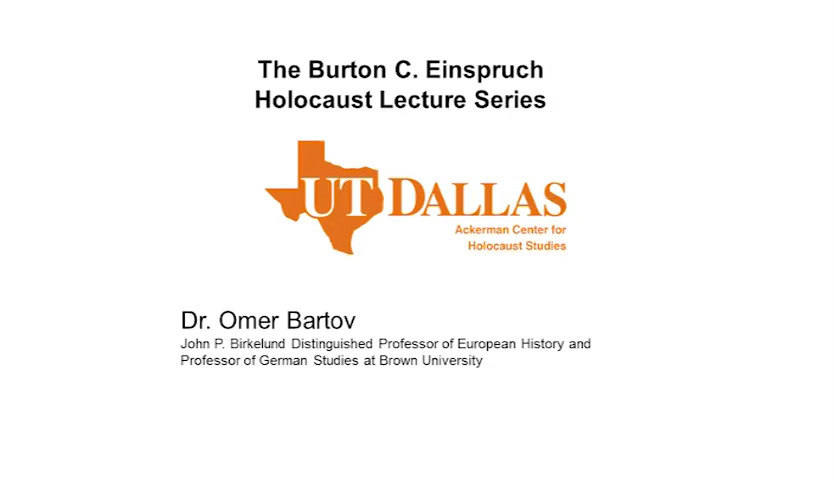 The Burton C. Einspruch
Holocaust Lecture Series
UT DALLAS
Ackerman Center for
Holocaust Studies
Dr. Omer Bartov
John P. Birkelund Distinguished Professor of European History and
Professor of German Studies at Brown University